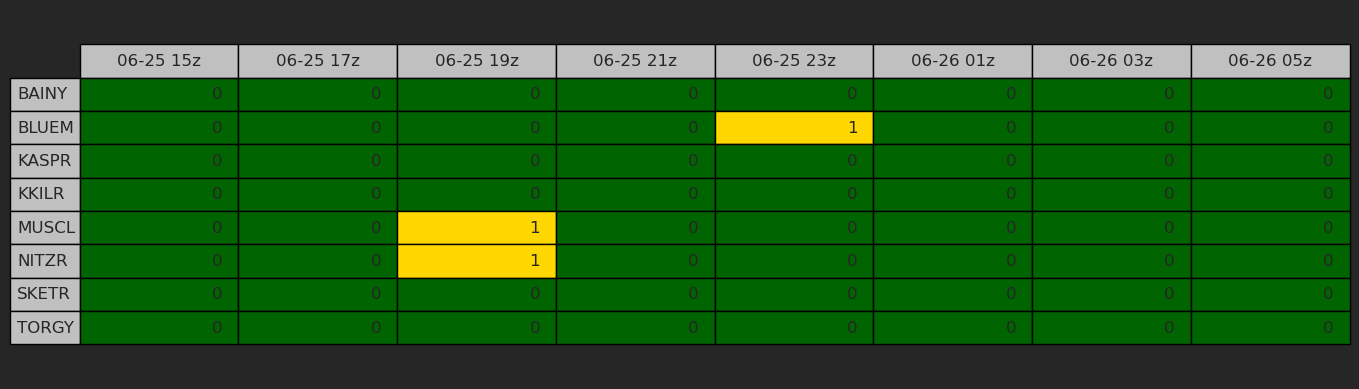 06-25 15z 06-25 17z 06-25 19z 06-25 21z 06-25 23z 06-26 01z 06-26 03z 06-26 05z
BAINY 0 0 0 0 0 0 0 0
BLUEM 0 0 0 0 1 0 0 0
KASPR 0 0 0 0 0 0 0 0
KKILR 0 0 0 0 0 0 0 0
MUSCL 0 0 1 0 0 0 0 0
NITZR 0 0 1 0 0 0 0 0
SKETR 0 0 0 0 0 0 0 0
TORGY 0 0 0 0 0 0 0 0